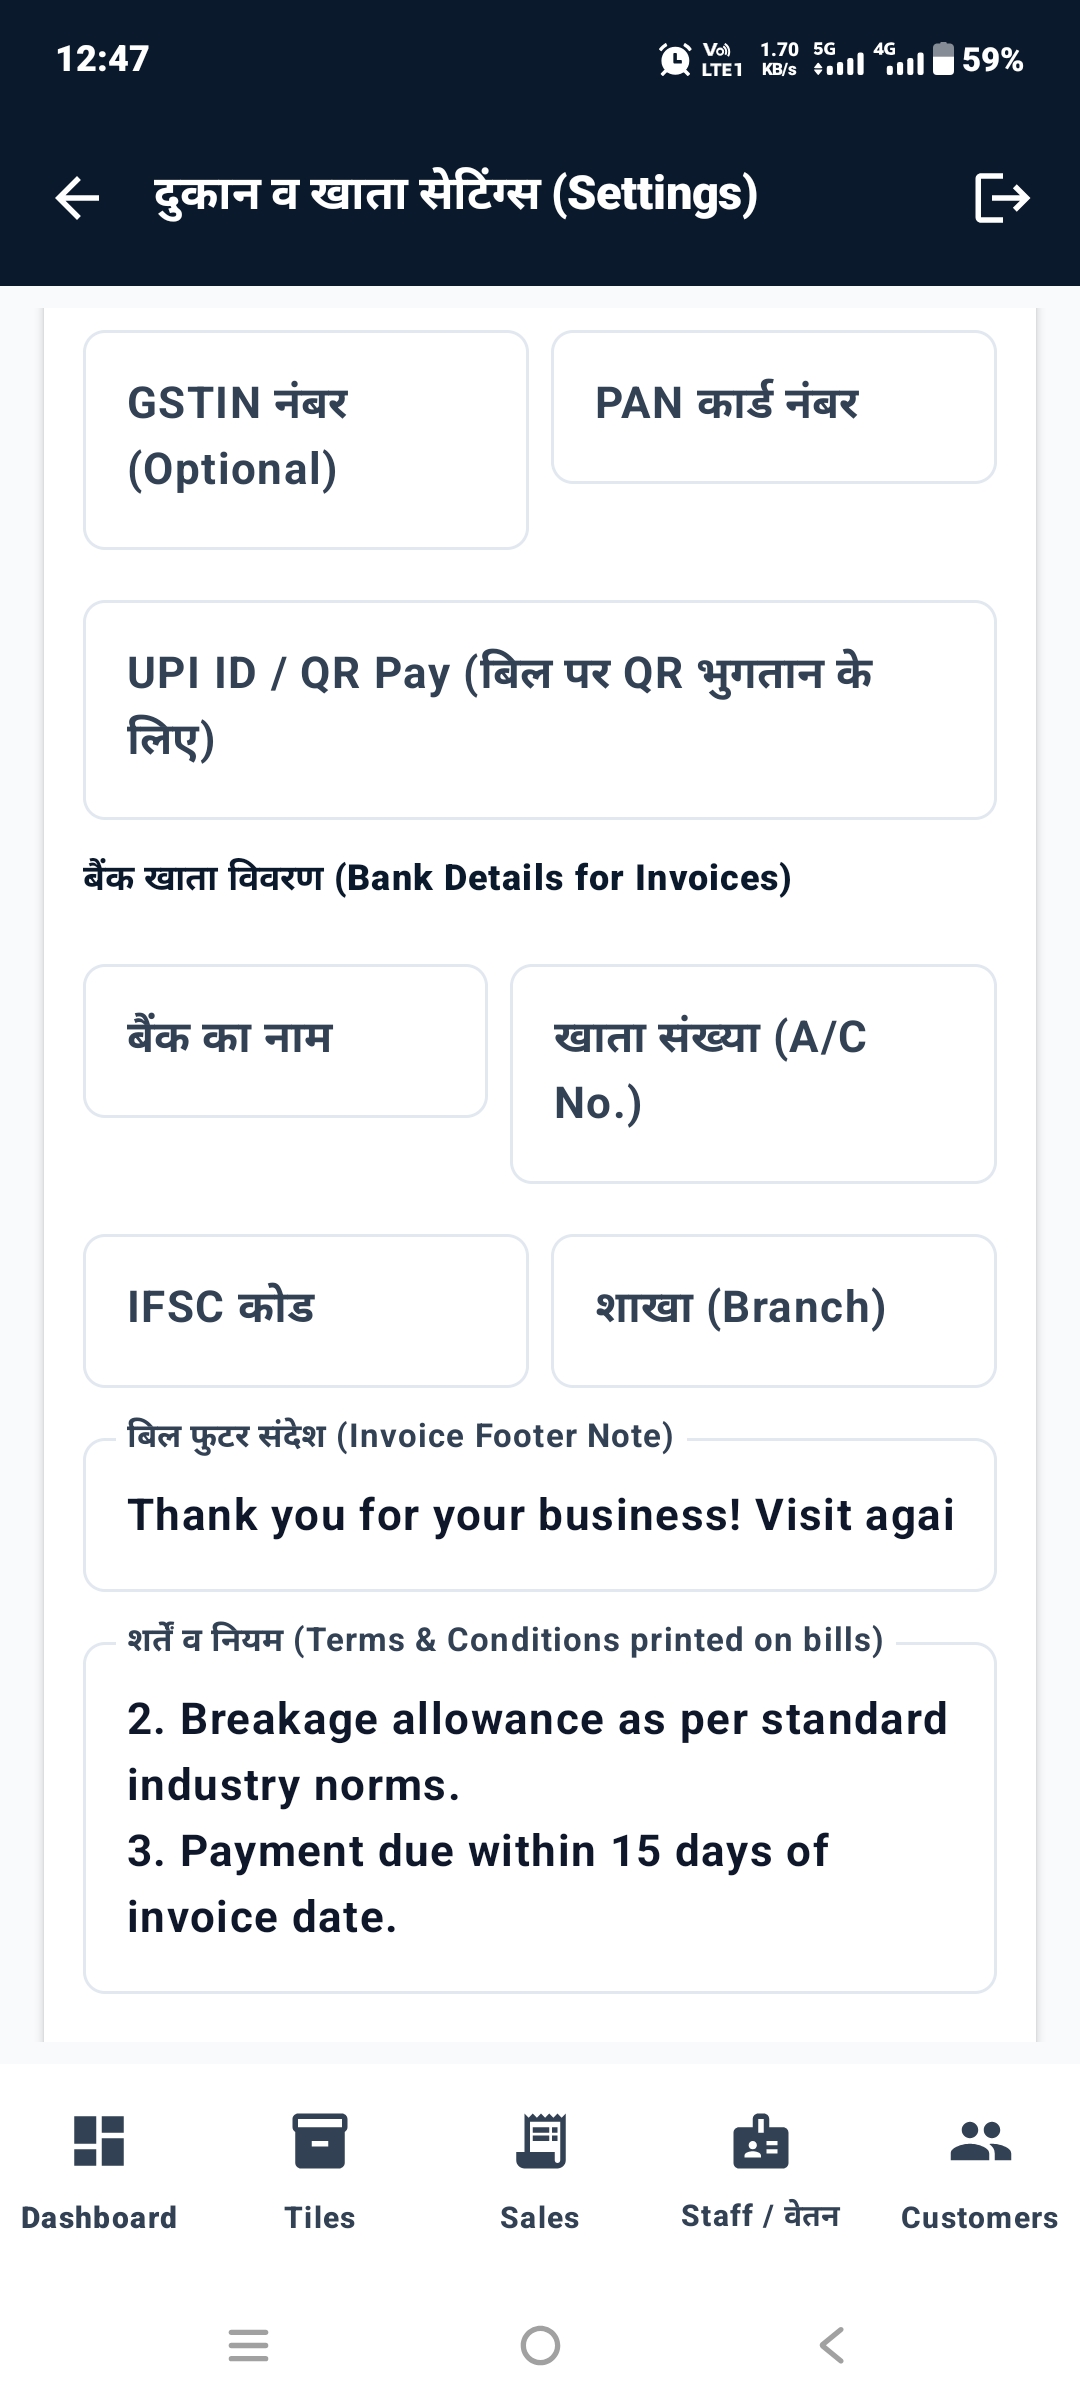 12:47
Vo)) LTE1 1.70 KB/s 5G 4G 59%
दुकान व खाता सेटिंग्स (Settings)
GSTIN नंबर
(Optional)
PAN कार्ड नंबर
UPI ID / QR Pay (बिल पर QR भुगतान के
लिए)
बैंक खाता विवरण (Bank Details for Invoices)
बैंक का नाम
खाता संख्या (A/C
No.)
IFSC कोड
शाखा (Branch)
बिल फुटर संदेश (Invoice Footer Note)
Thank you for your business! Visit agai
शर्तें व नियम (Terms & Conditions printed on bills)
2. Breakage allowance as per standard
industry norms.
3. Payment due within 15 days of
invoice date.
Dashboard
Tiles
Sales
Staff / वेतन
Customers